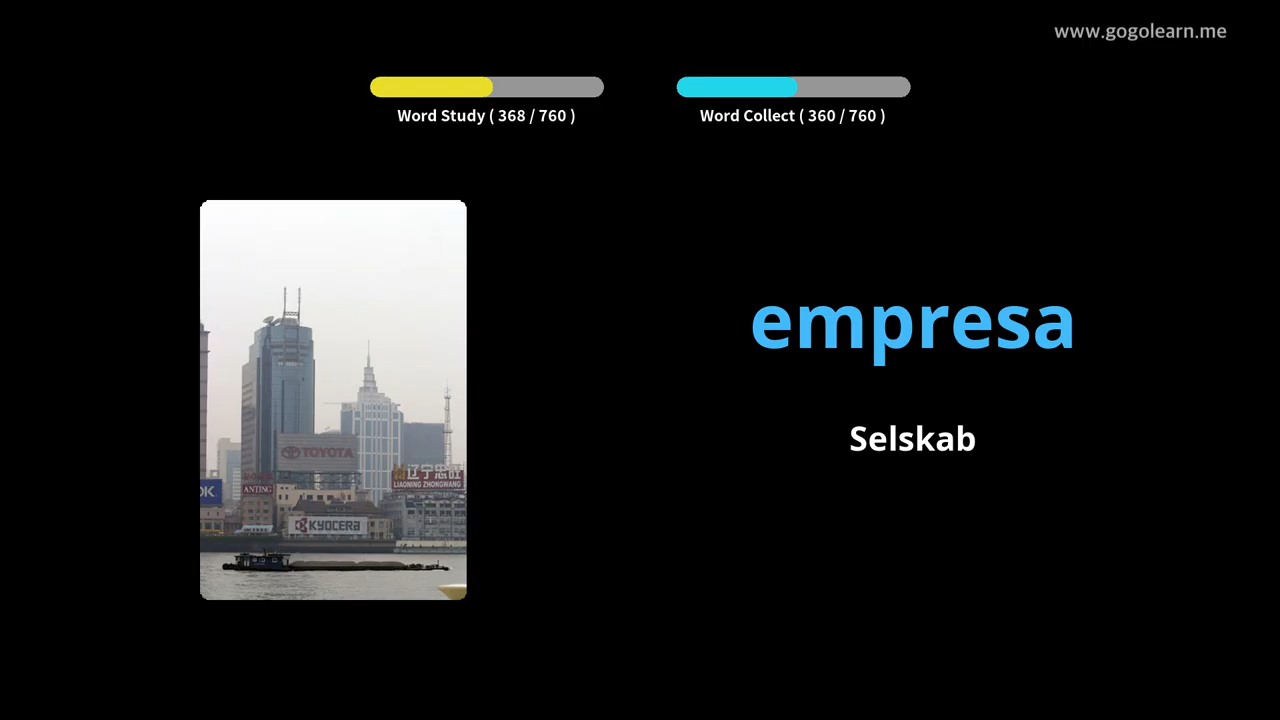 www.gogolearn.me
Word Study ( 368 / 760 )
Word Collect ( 360 / 760 )
empresa
Selskab
TOYOTA
辽宁忠旺
LIAONING ZHONGWANG
OK
ANTING
KYOCERA